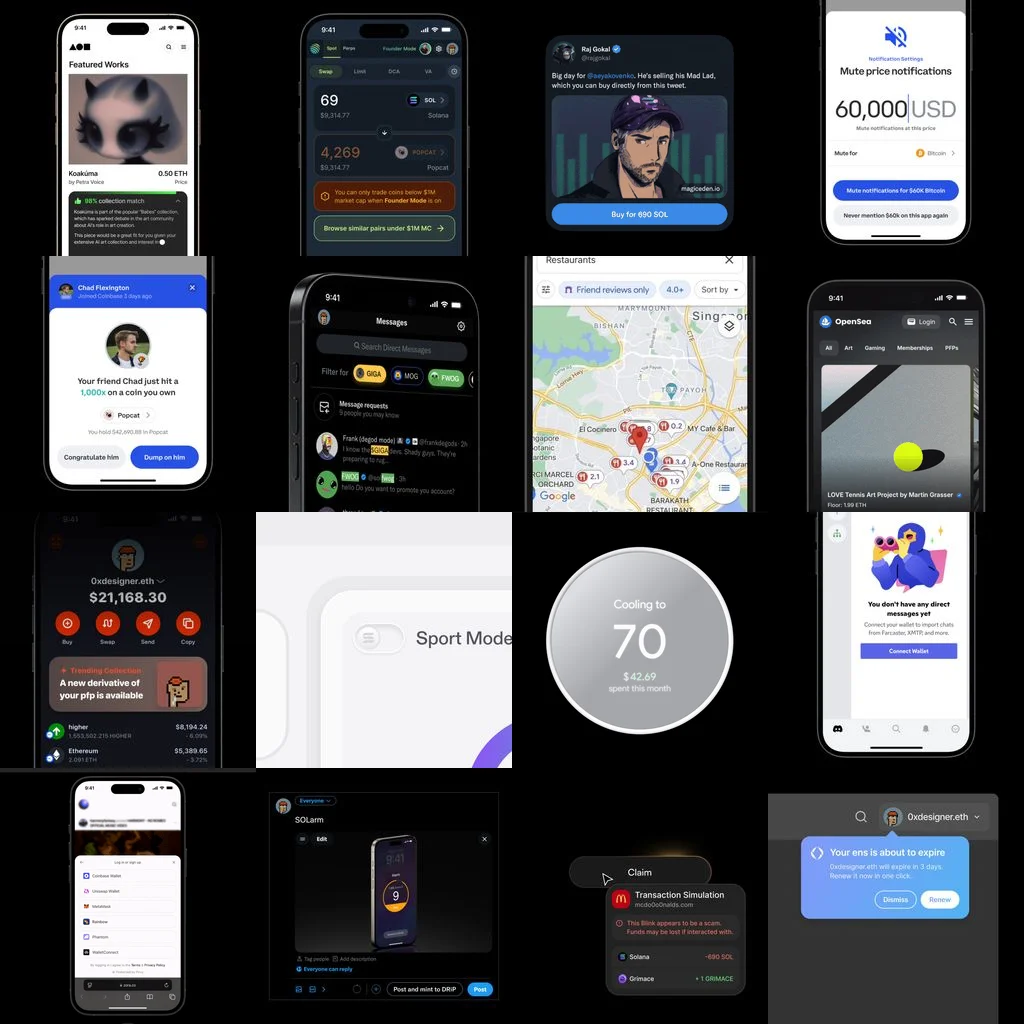 9:41
Featured Works
Koakúma
0.50 ETH
by Petra Voice
Price
98% collection match
Koakúma is part of the popular "Babes" collection,
which has sparked debate in the art community
about AI's role in art creation.
This piece would be a great fit for you given your
extensive AI art collection and interest in
9:41
Spot
Perps
Founder Mode
Swap
Limit
DCA
VA
69
SOL
$9,314.77
Solana
4,269
POPCAT
$9,314.77
Popcat
You can only trade coins below $1M
market cap when Founder Mode is on
Browse similar pairs under $1M MC
Raj Gokal
@rajgokal
Big day for @aeyakovenko. He's selling his Mad Lad,
which you can buy directly from this tweet.
magiceden.io
Buy for 690 SOL
Notification Settings
Mute price notifications
60,000 USD
Mute notifications at this price
Mute for
Bitcoin
Mute notifications for $60K Bitcoin
Never mention $60k on this app again
Chad Flexington
Joined Coinbase 3 days ago
Your friend Chad just hit a
1,000x on a coin you own
Popcat
You hold $42,690.88 in Popcat
Congratulate him
Dump on him
9:41
Messages
Search Direct Messages
Filter for
GIGA
MOG
FWOG
Message requests
9 people you may know
Frank (degod mode)
@frankdegods · 2h
I know the $GIGA devs. Shady guys. They're
preparing to rug...
FWOG
3h
hello Do you want to promote you account?
Restaurants
Friend reviews only
4.0+
Sort by
MARYMOUNT
BISHAN
Singapor
Lornie Hwy
CTE
PIE
TOA PAYOH
El Cocinero
MY Cafe & Bar
0.2
ngapore
otanic
ardens
3.4
3.4
A-One Restaurant
RCI MARCEL
ORCHARD
2.1
1.9
Google
BARAKATH
RESTAURANT
9:41
OpenSea
Login
All
Art
Gaming
Memberships
PFPs
LOVE Tennis Art Project by Martin Grasser
Floor: 1.99 ETH
9:41
0xdesigner.eth
$21,168.30
Buy
Swap
Send
Copy
Trending Collection
A new derivative of
your pfp is available
higher
$8,194.24
1,553,502.215 HIGHER
- 6.09%
Ethereum
$5,389.65
2.091 ETH
- 3.72%
Sport Mode
Cooling to
70
$42.69
spent this month
You don't have any direct
messages yet
Connect your wallet to import chats
from Farcaster, XMTP, and more.
Connect Wallet
9:41
Log in or sign up
Coinbase Wallet
Uniswap Wallet
MetaMask
Rainbow
Phantom
WalletConnect
Everyone
SOLarm
Edit
9:41
9
Tag people
Add description
Everyone can reply
Post and mint to DRiP
Post
Claim
Transaction Simulation
mcdo0o0nalds.com
This Blink appears to be a scam.
Funds may be lost if interacted with.
Solana
-690 SOL
Grimace
+ 1 GRIMACE
0xdesigner.eth
Your ens is about to expire
0xdesigner.eth will expire in 3 days.
Renew it now in one click.
Dismiss
Renew